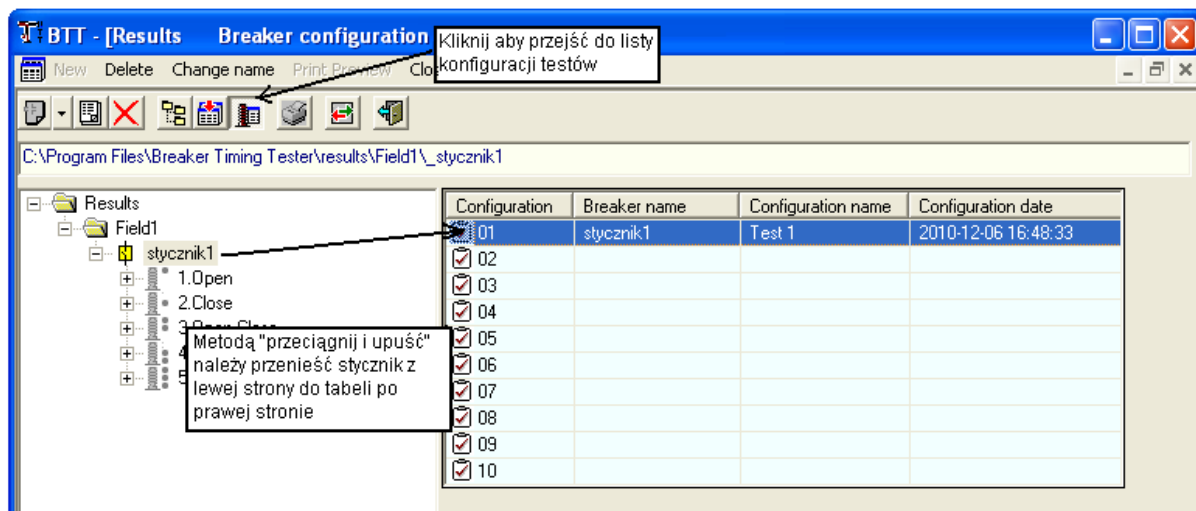 BTT - [Results Breaker configuration
Kliknij aby przejść do listy
konfiguracji testów
New Delete Change name Print Preview Clo
C:\Program Files\Breaker Timing Tester\results\Field1\_stycznik1
Results
Field1
stycznik1
1.Open
2.Close
Metodą "przeciągnij i upuść"
należy przenieść stycznik z
lewej strony do tabeli po
prawej stronie
Configuration Breaker name Configuration name Configuration date
01 stycznik1 Test 1 2010-12-06 16:48:33
02
03
04
05
06
07
08
09
10